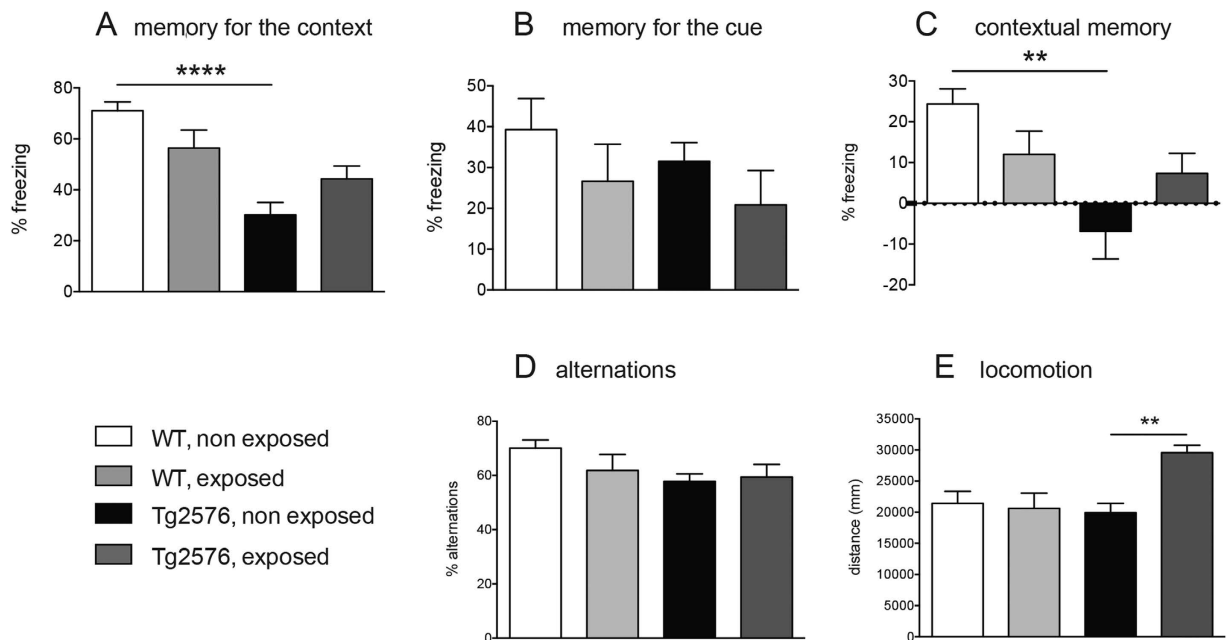 A memory for the context
B memory for the cue
C contextual memory
****
% freezing
80
60
40
20
0
% freezing
50
40
30
20
10
0
**
% freezing
30
20
10
0
-10
-20
WT, non exposed
WT, exposed
Tg2576, non exposed
Tg2576, exposed
D alternations
% alternations
80
60
40
20
0
E locomotion
**
distance (mm)
35000
30000
25000
20000
15000
10000
5000
0